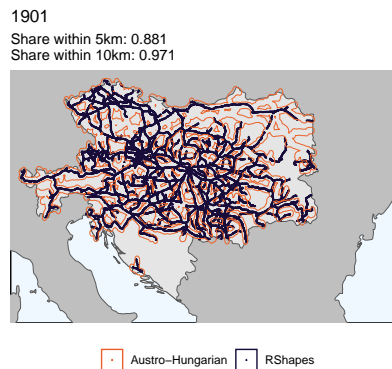 1901
Share within 5km: 0.881
Share within 10km: 0.971
Austro−Hungarian RShapes